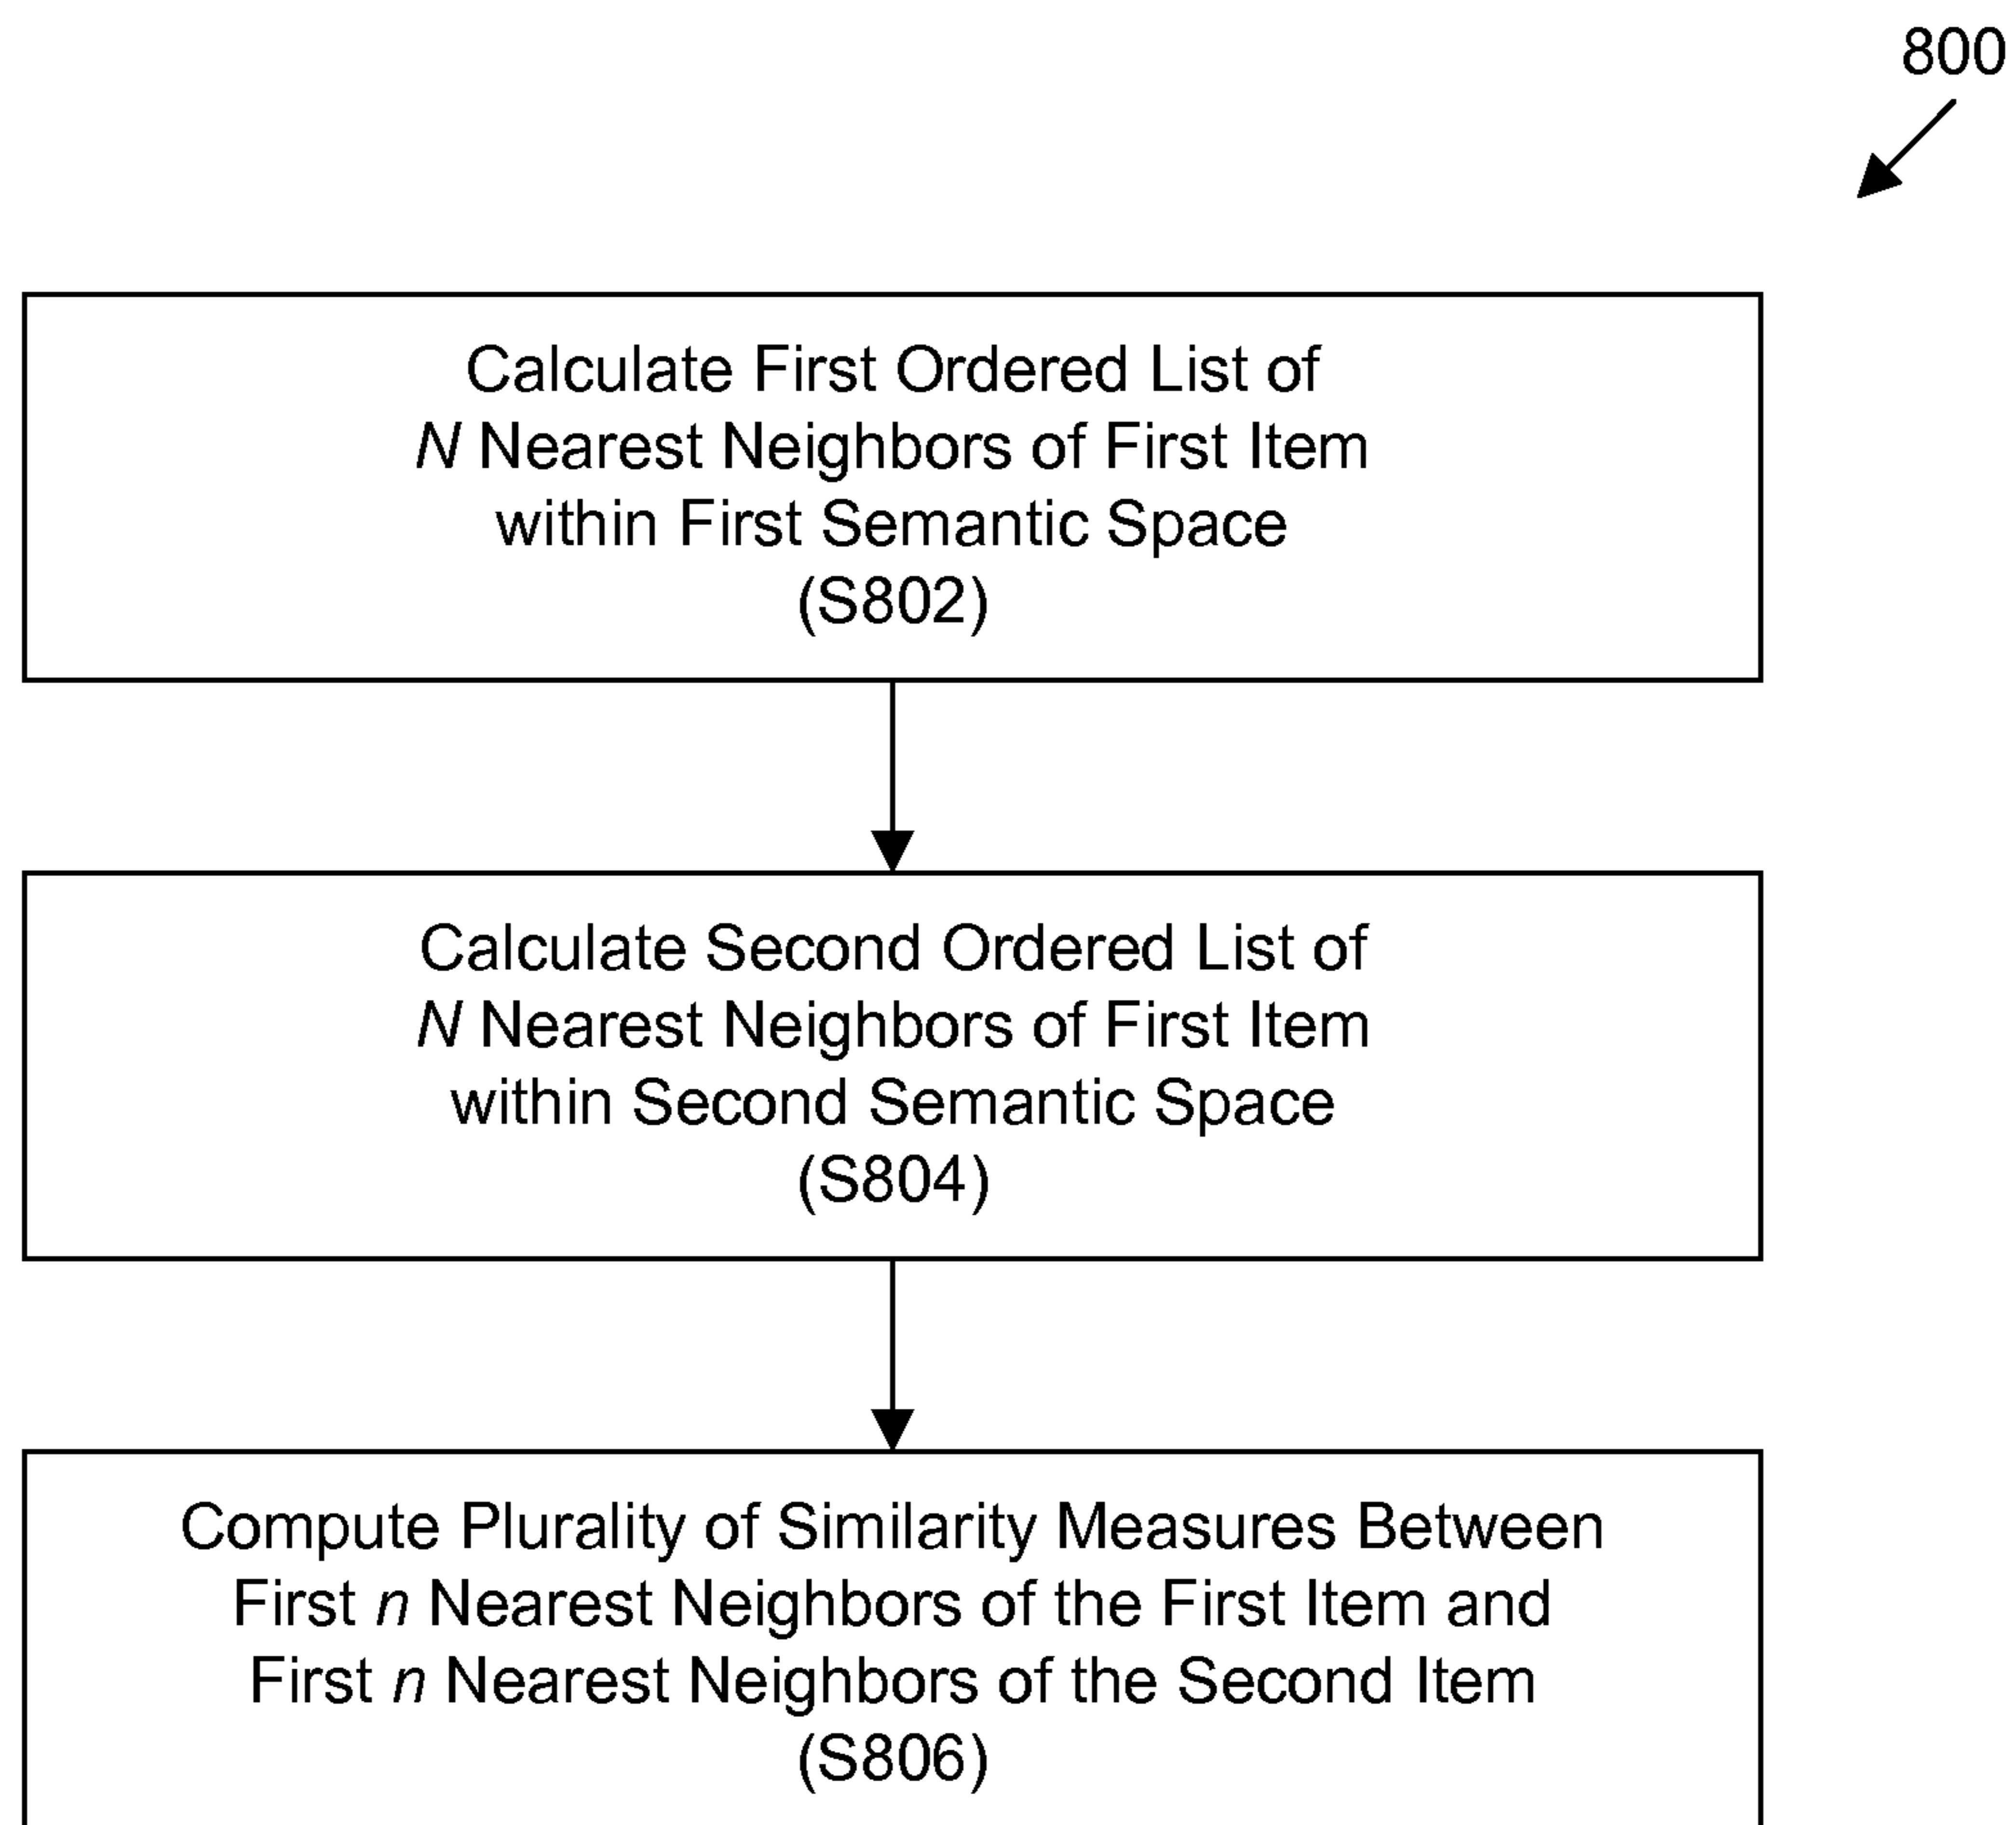 800
Calculate First Ordered List of
N Nearest Neighbors of First Item
within First Semantic Space
(S802)
Calculate Second Ordered List of
N Nearest Neighbors of First Item
within Second Semantic Space
(S804)
Compute Plurality of Similarity Measures Between
First n Nearest Neighbors of the First Item and
First n Nearest Neighbors of the Second Item
(S806)